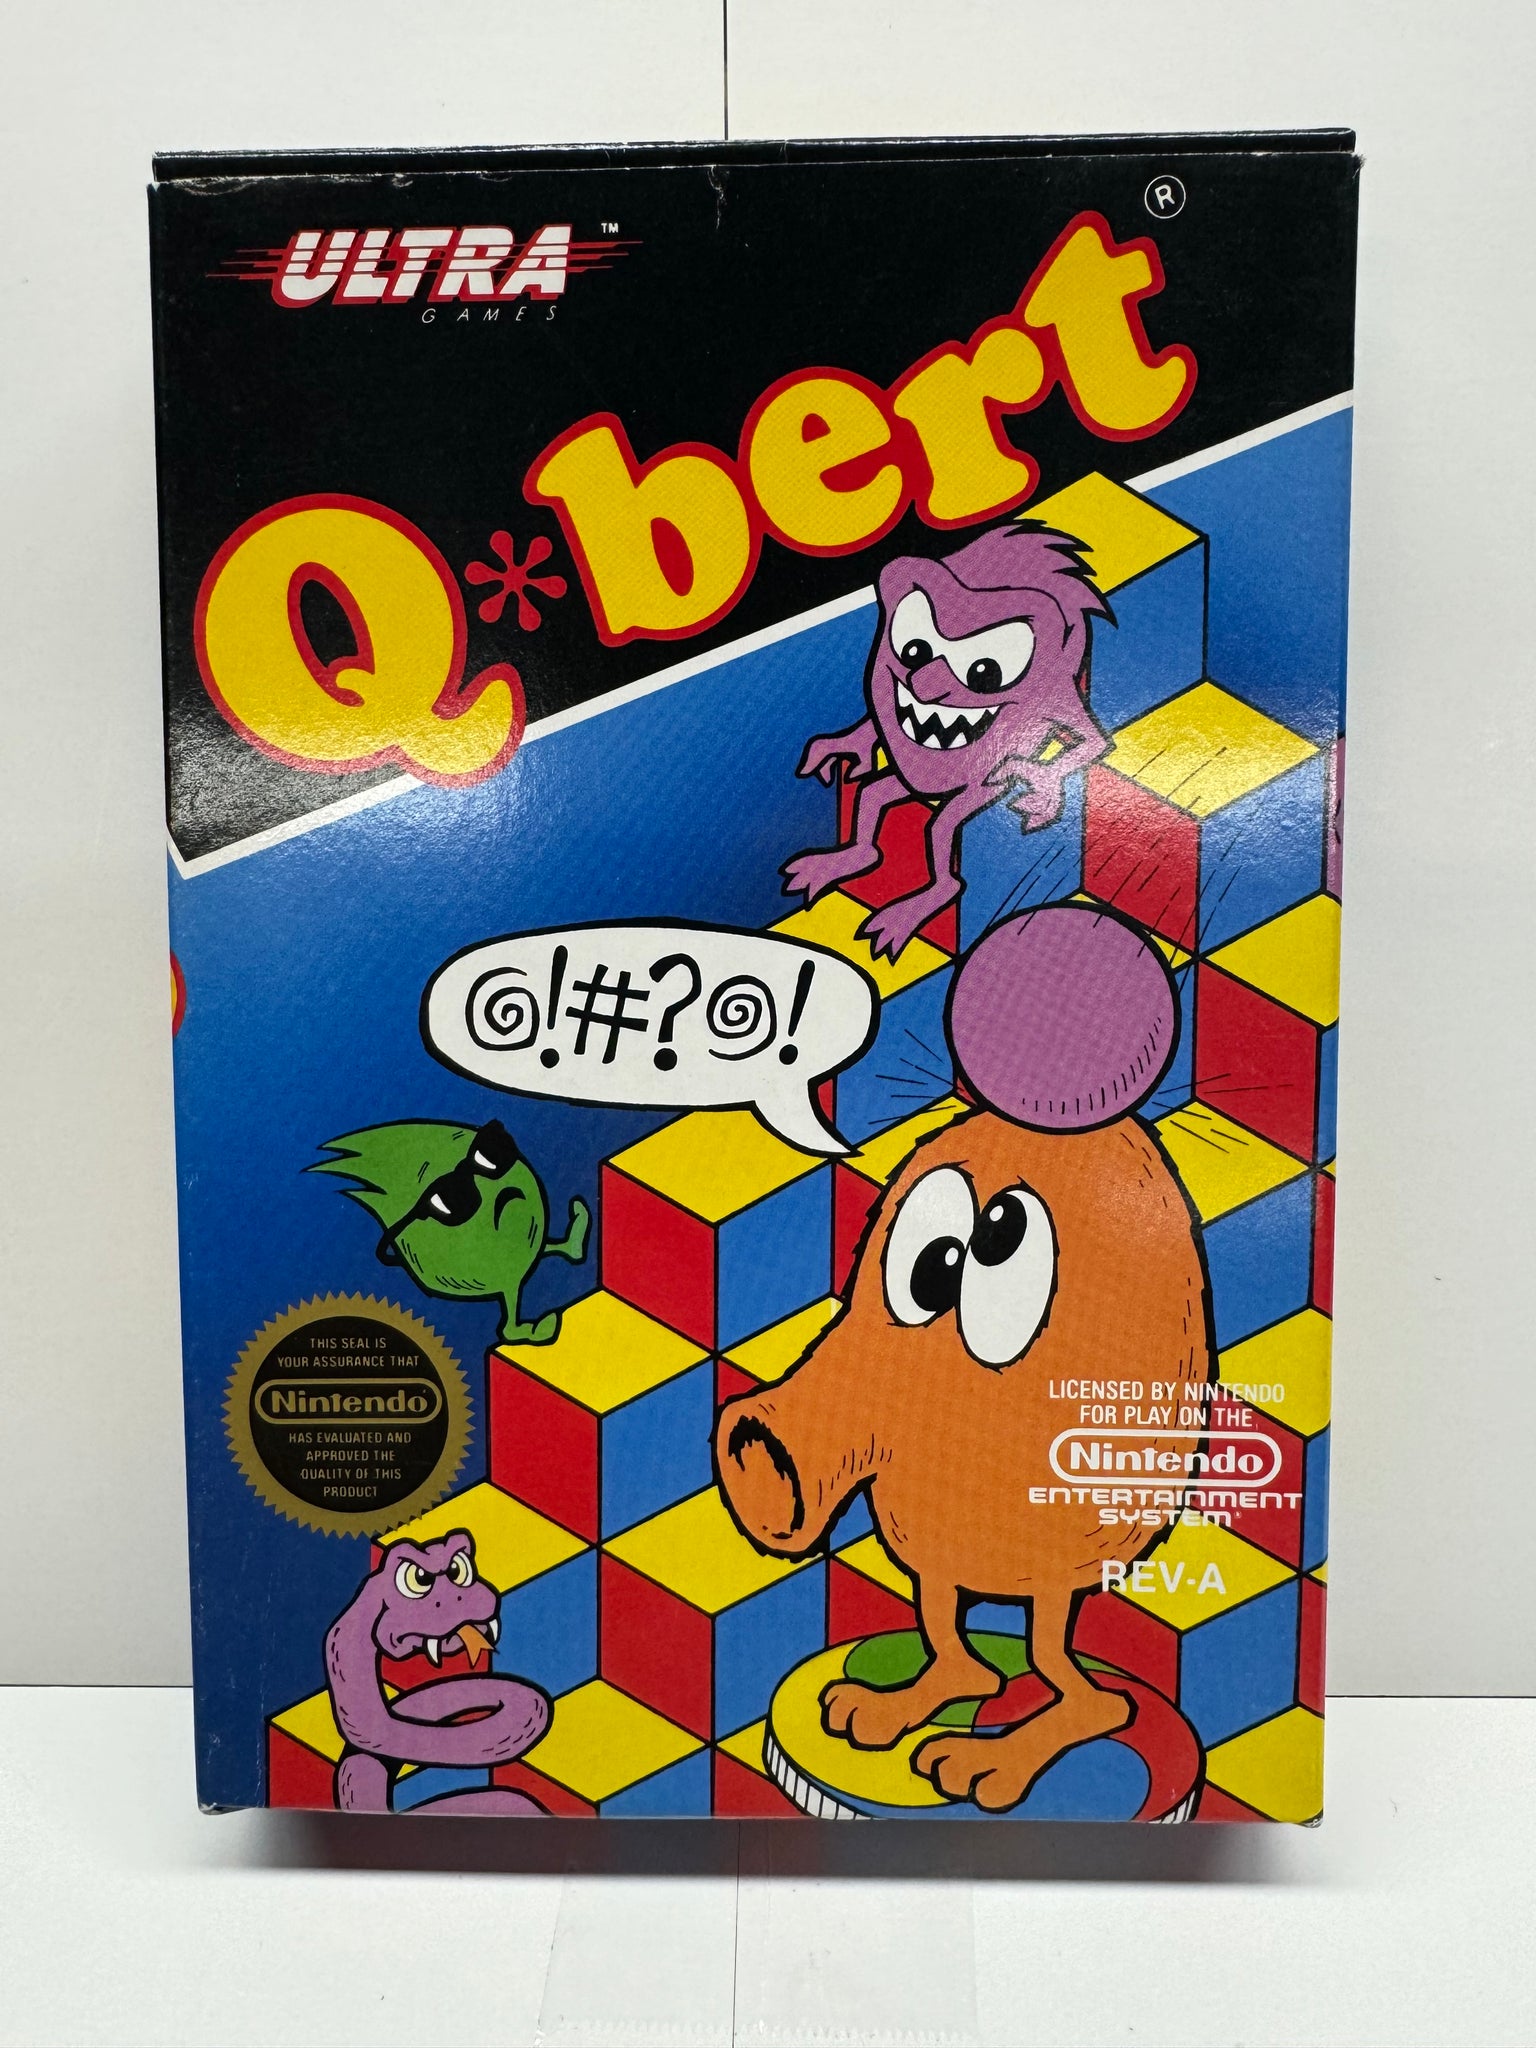 ULTRA™
GAMES
®
Q*bert
@!#?@!
THIS SEAL IS
YOUR ASSURANCE THAT
Nintendo®
HAS EVALUATED AND
APPROVED THE
QUALITY OF THIS
PRODUCT
LICENSED BY NINTENDO
FOR PLAY ON THE
Nintendo
ENTERTAINMENT
SYSTEM®
REV-A